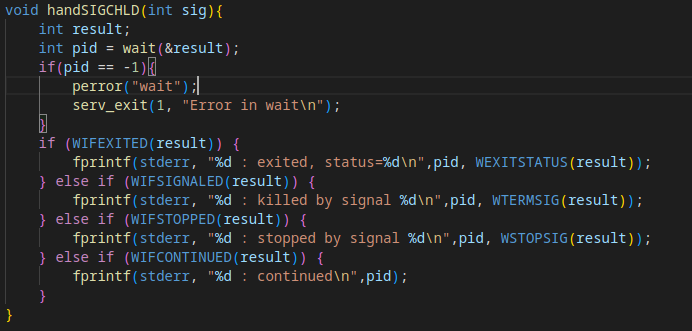 void handSIGCHLD(int sig){
    int result;
    int pid = wait(&result);
    if(pid == -1){
        perror("wait");
        serv_exit(1, "Error in wait\n");
    }
    if (WIFEXITED(result)) {
        fprintf(stderr, "%d : exited, status=%d\n",pid, WEXITSTATUS(result));
    } else if (WIFSIGNALED(result)) {
        fprintf(stderr, "%d : killed by signal %d\n",pid, WTERMSIG(result));
    } else if (WIFSTOPPED(result)) {
        fprintf(stderr, "%d : stopped by signal %d\n",pid, WSTOPSIG(result));
    } else if (WIFCONTINUED(result)) {
        fprintf(stderr, "%d : continued\n",pid);
    }
}